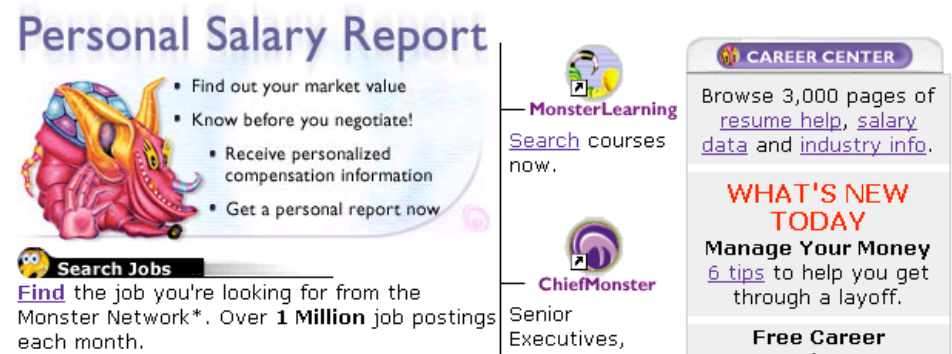 Personal Salary Report
• Find out your market value
• Know before you negotiate!
• Receive personalized
compensation information
• Get a personal report now
Search Jobs
Find the job you're looking for from the
Monster Network*. Over 1 Million job postings
each month.
MonsterLearning
Search courses
now.
ChiefMonster
Senior
Executives,
CAREER CENTER
Browse 3,000 pages of
resume help, salary
data and industry info.
WHAT'S NEW
TODAY
Manage Your Money
6 tips to help you get
through a layoff.
Free Career